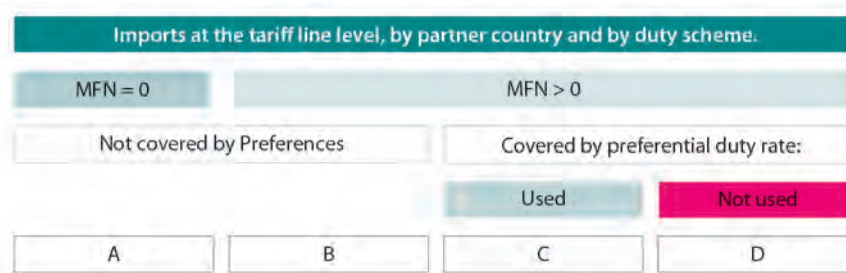 Imports at the tariff line level, by partner country and by duty scheme.
MFN = 0
MFN > 0
Not covered by Preferences
Covered by preferential duty rate:
Used
Not used
A
B
C
D